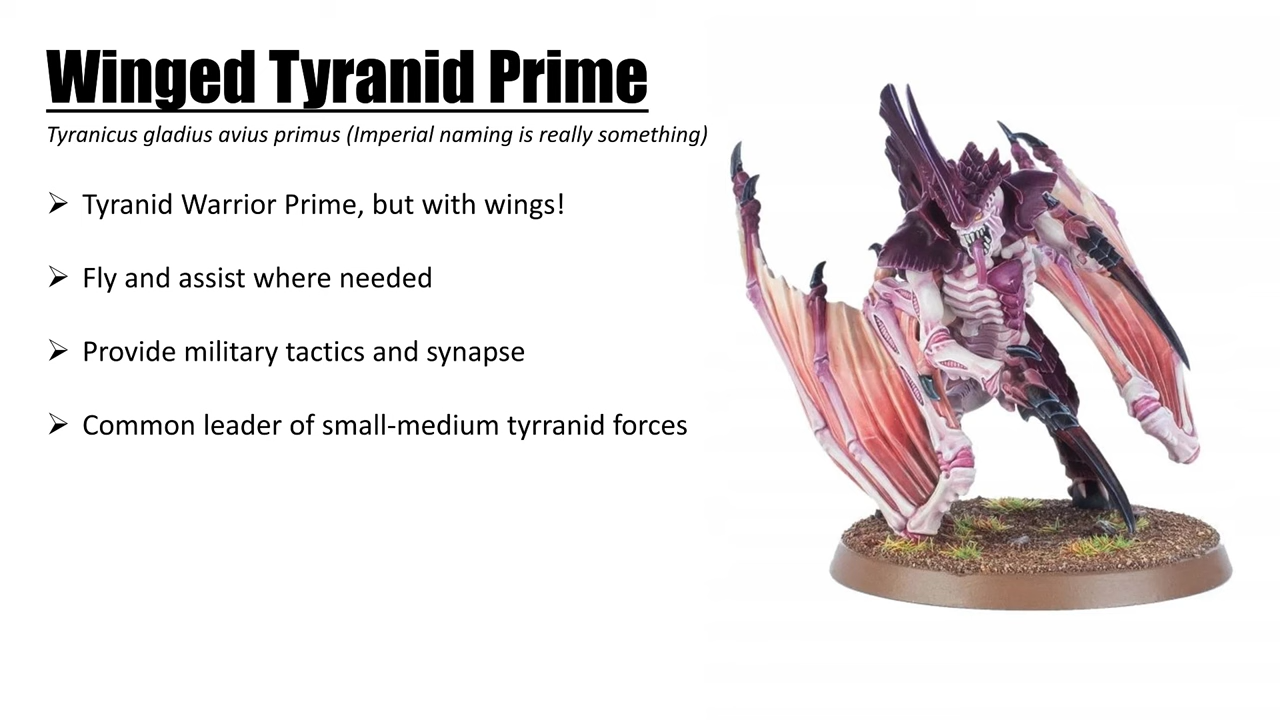 Winged Tyranid Prime
Tyranicus gladius avius primus (Imperial naming is really something)
Tyranid Warrior Prime, but with wings!
Fly and assist where needed
Provide military tactics and synapse
Common leader of small-medium tyrranid forces